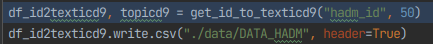 df_id2texticd9, topicd9 = get_id_to_texticd9("hadm_id", 50)
df_id2texticd9.write.csv("./data/DATA_HADM", header=True)